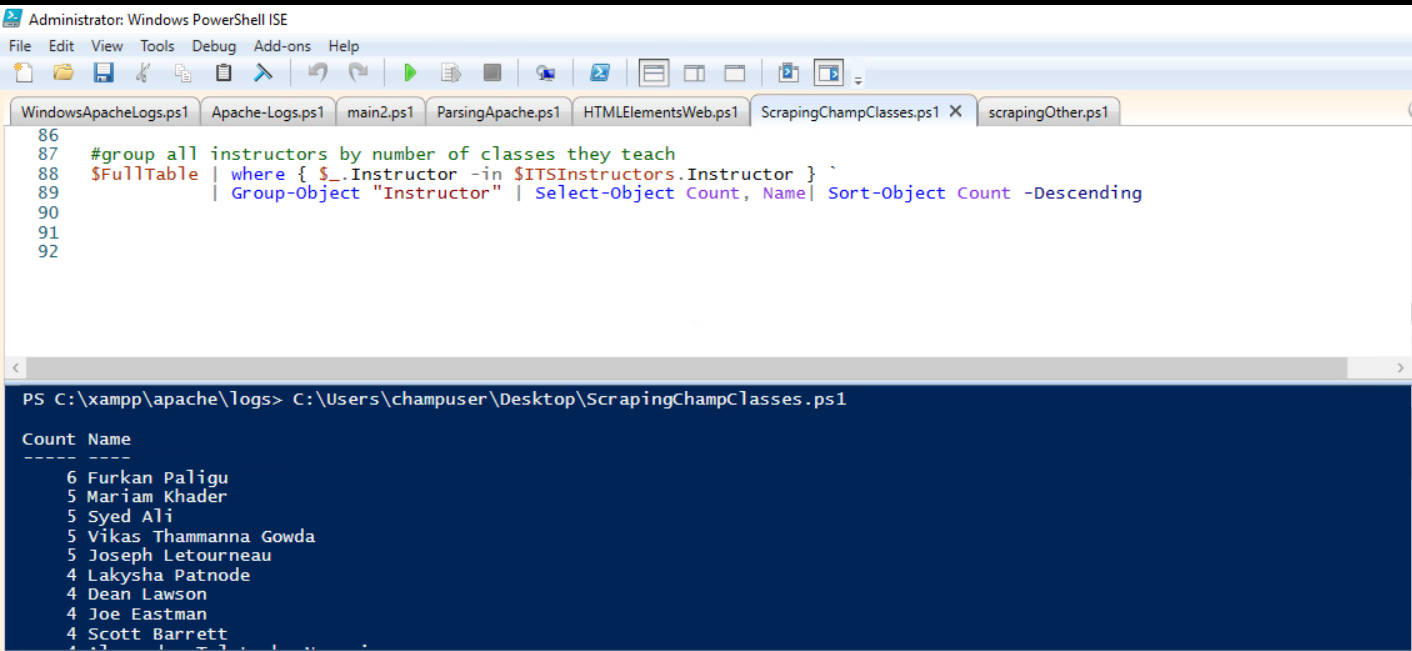 Administrator: Windows PowerShell ISE
File Edit View Tools Debug Add-ons Help
WindowsApacheLogs.ps1 Apache-Logs.ps1 main2.ps1 ParsingApache.ps1 HTMLElementsWeb.ps1 ScrapingChampClasses.ps1 X scrapingOther.ps1
86
87 #group all instructors by number of classes they teach
88 $FullTable | where { $_.Instructor -in $ITSInstructors.Instructor } `
89 | Group-Object "Instructor" | Select-Object Count, Name| Sort-Object Count -Descending
90
91
92
PS C:\xampp\apache\logs> C:\Users\champuser\Desktop\ScrapingChampClasses.ps1
Count Name
----- ----
6 Furkan Paligu
5 Mariam Khader
5 Syed Ali
5 Vikas Thammanna Gowda
5 Joseph Letourneau
4 Lakysha Patnode
4 Dean Lawson
4 Joe Eastman
4 Scott Barrett